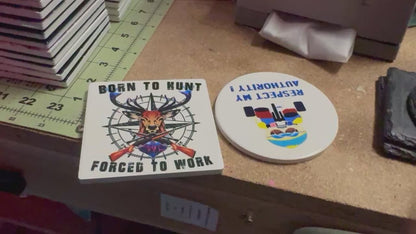 BORN TO HUNT
FORCED TO WORK
RESPECT MY
AUTHORITY!